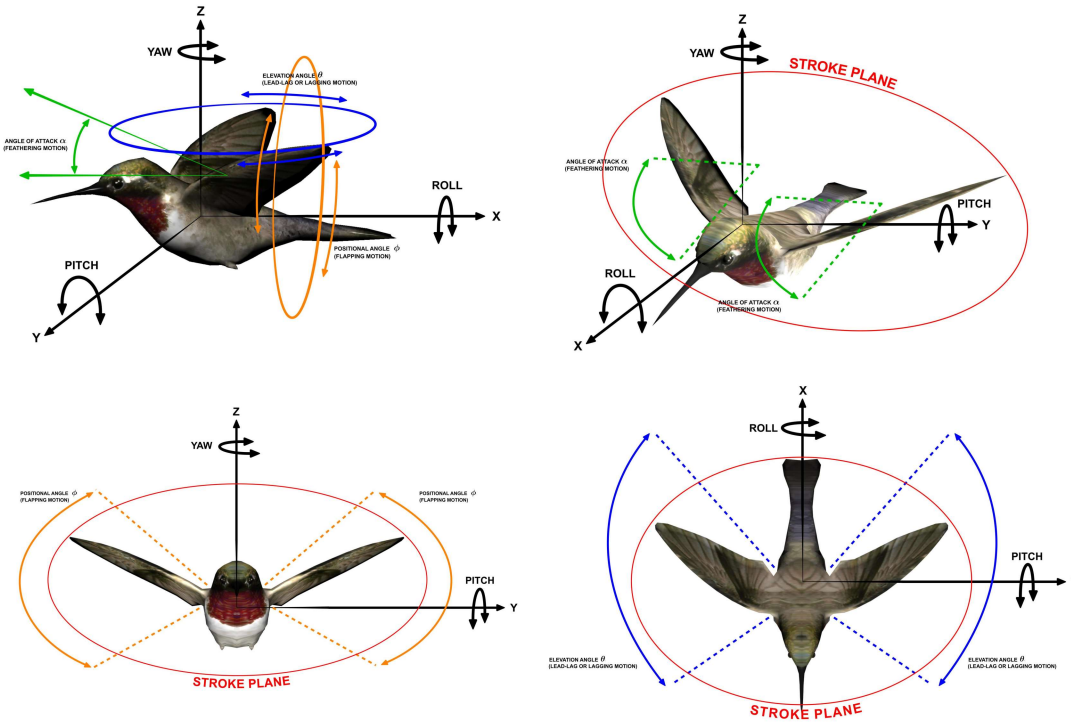 Z
YAW
ELEVATION ANGLE θ
(LEAD-LAG OR LAGGING MOTION)
ANGLE OF ATTACK α
(FEATHERING MOTION)
ROLL
X
POSITIONAL ANGLE ϕ
(FLAPPING MOTION)
PITCH
Y
Z
YAW
STROKE PLANE
ANGLE OF ATTACK α
(FEATHERING MOTION)
PITCH
Y
ROLL
ANGLE OF ATTACK α
(FEATHERING MOTION)
X
Z
YAW
POSITIONAL ANGLE ϕ
(FLAPPING MOTION)
POSITIONAL ANGLE ϕ
(FLAPPING MOTION)
PITCH
Y
STROKE PLANE
X
ROLL
PITCH
ELEVATION ANGLE θ
(LEAD-LAG OR LAGGING MOTION)
ELEVATION ANGLE θ
(LEAD-LAG OR LAGGING MOTION)
STROKE PLANE